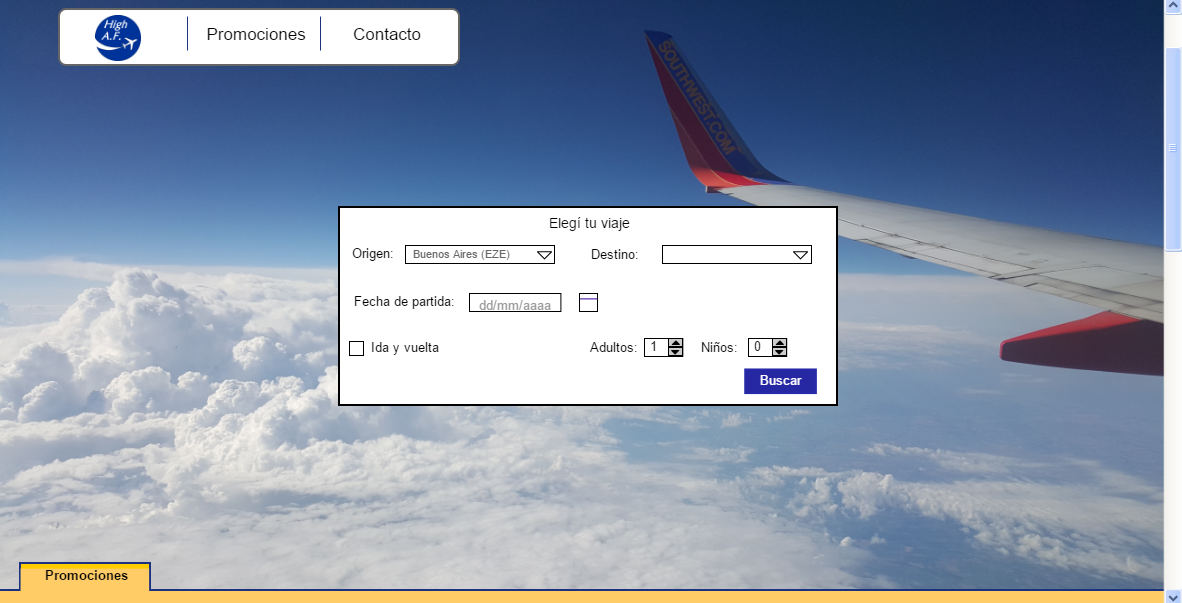 High
A.F.
Promociones
Contacto
SOUTHWEST.COM
Elegí tu viaje
Origen: Buenos Aires (EZE) Destino:
Fecha de partida: dd/mm/aaaa
Ida y vuelta Adultos: 1 Niños: 0
Buscar
Promociones